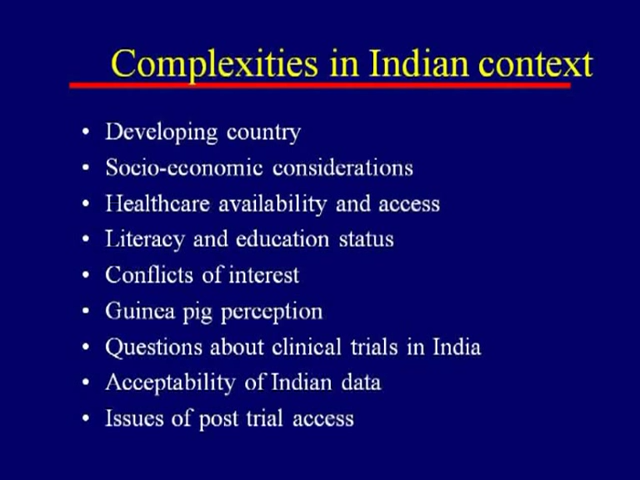 Complexities in Indian context
• Developing country
• Socio-economic considerations
• Healthcare availability and access
• Literacy and education status
• Conflicts of interest
• Guinea pig perception
• Questions about clinical trials in India
• Acceptability of Indian data
• Issues of post trial access